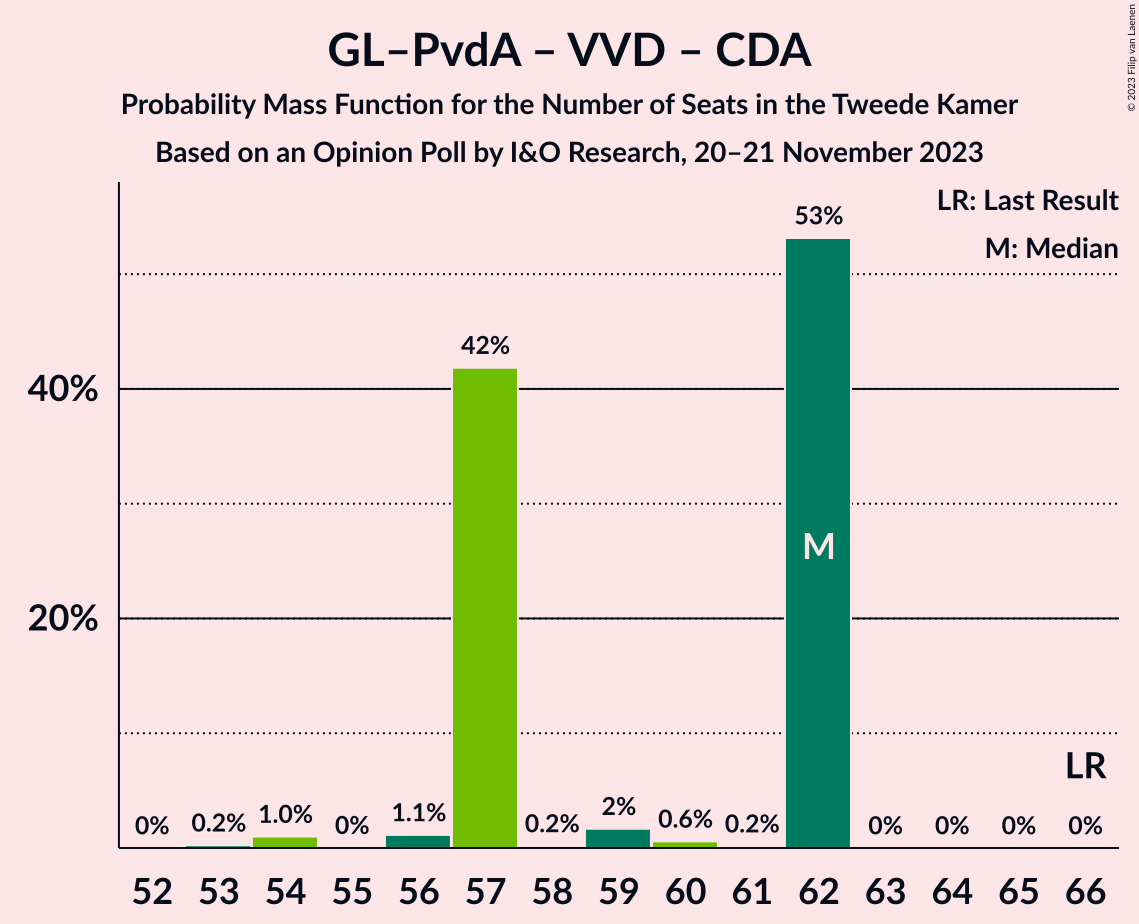 GL–PvdA – VVD – CDA
Probability Mass Function for the Number of Seats in the Tweede Kamer
Based on an Opinion Poll by I&O Research, 20–21 November 2023
© 2023 Filip van Laenen
LR: Last Result
M: Median
53%
42%
40%
M
20%
LR
0%
0.2%
1.0%
0%
1.1%
0.2%
2%
0.6%
0.2%
0%
0%
0%
0%
52 53 54 55 56 57 58 59 60 61 62 63 64 65 66